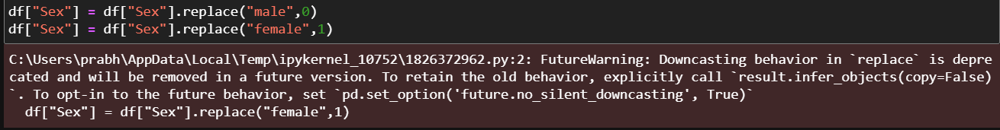 df["Sex"] = df["Sex"].replace("male",0)
df["Sex"] = df["Sex"].replace("female",1)
C:\Users\prabh\AppData\Local\Temp\ipykernel_10752\1826372962.py:2: FutureWarning: Downcasting behavior in `replace` is depre
cated and will be removed in a future version. To retain the old behavior, explicitly call `result.infer_objects(copy=False)
`. To opt-in to the future behavior, set `pd.set_option('future.no_silent_downcasting', True)`
  df["Sex"] = df["Sex"].replace("female",1)